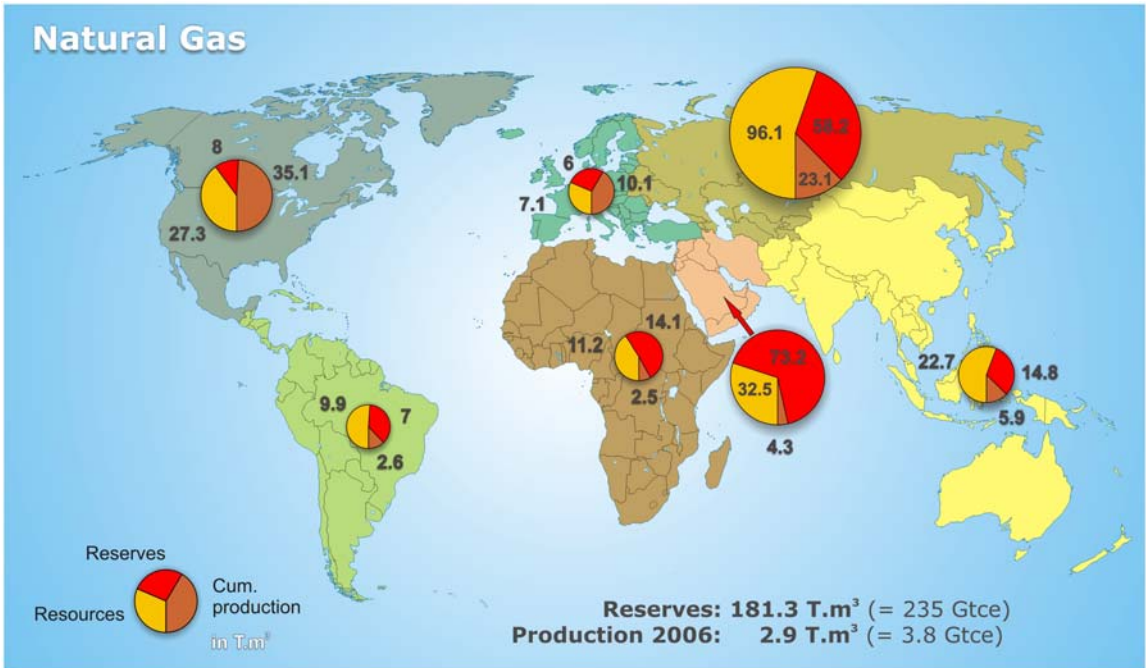 Natural Gas
8
35.1
27.3
6
10.1
7.1
96.1
58.2
23.1
14.1
11.2
2.5
73.2
32.5
4.3
22.7
14.8
5.9
9.9
7
2.6
Reserves
Resources
Cum.
production
in T.m³
Reserves: 181.3 T.m³ (= 235 Gtce)
Production 2006: 2.9 T.m³ (= 3.8 Gtce)